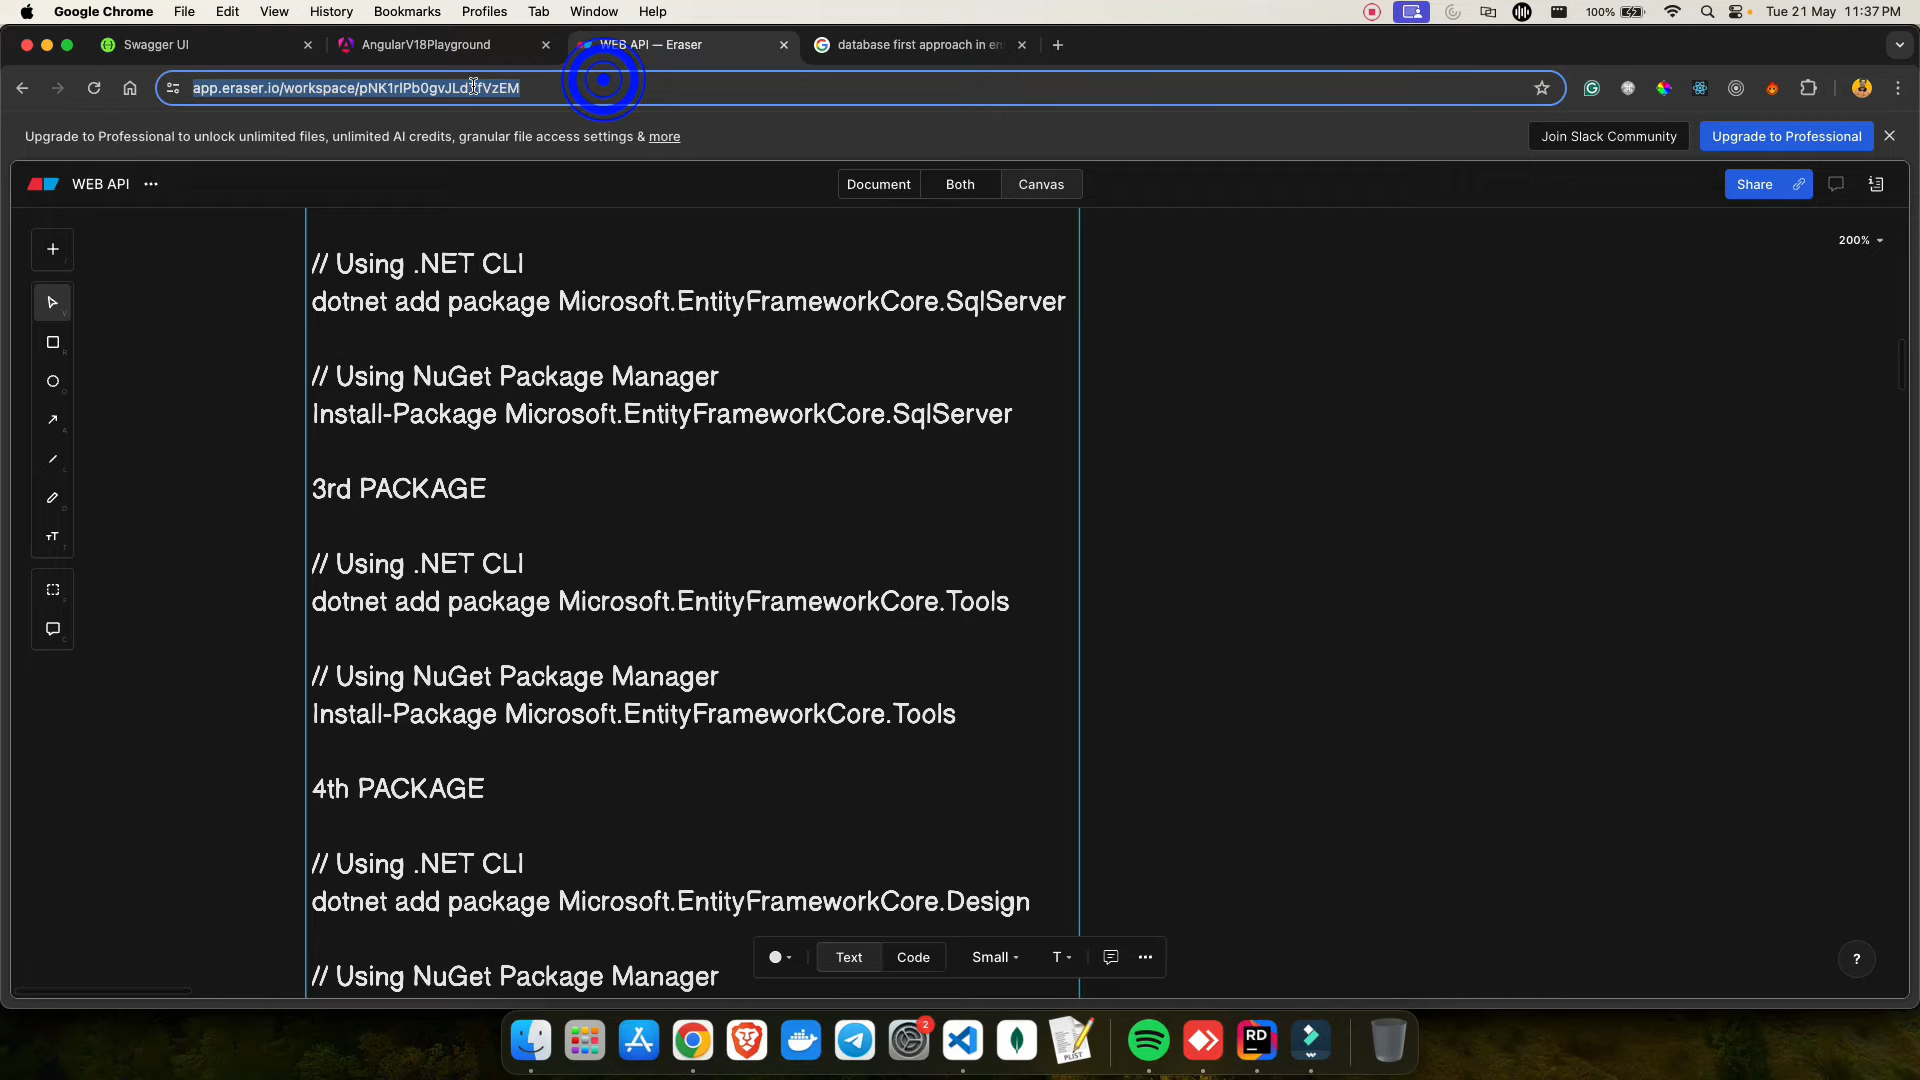 Google Chrome File Edit View History Bookmarks Profiles Tab Window Help 100% Tue 21 May 11:37 PM
Swagger UI AngularV18Playground WEB API — Eraser database first approach in en
Upgrade to Professional to unlock unlimited files, unlimited AI credits, granular file access settings & more Join Slack Community Upgrade to Professional
WEB API Document Both Canvas Share
200%
// Using .NET CLI
dotnet add package Microsoft.EntityFrameworkCore.SqlServer
// Using NuGet Package Manager
Install-Package Microsoft.EntityFrameworkCore.SqlServer
3rd PACKAGE
// Using .NET CLI
dotnet add package Microsoft.EntityFrameworkCore.Tools
// Using NuGet Package Manager
Install-Package Microsoft.EntityFrameworkCore.Tools
4th PACKAGE
// Using .NET CLI
dotnet add package Microsoft.EntityFrameworkCore.Design
// Using NuGet Package Manager
Text Code Small T
?
2
RD
PLIST